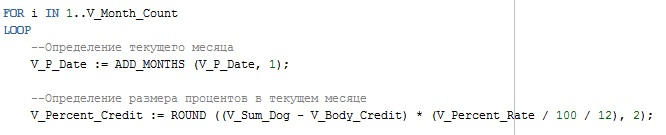 FOR i IN 1..V_Month_Count
LOOP
--Определение текущего месяца
V_P_Date := ADD_MONTHS (V_P_Date, 1);
--Определение размера процентов в текущем месяце
V_Percent_Credit := ROUND ((V_Sum_Dog - V_Body_Credit) * (V_Percent_Rate / 100 / 12), 2);